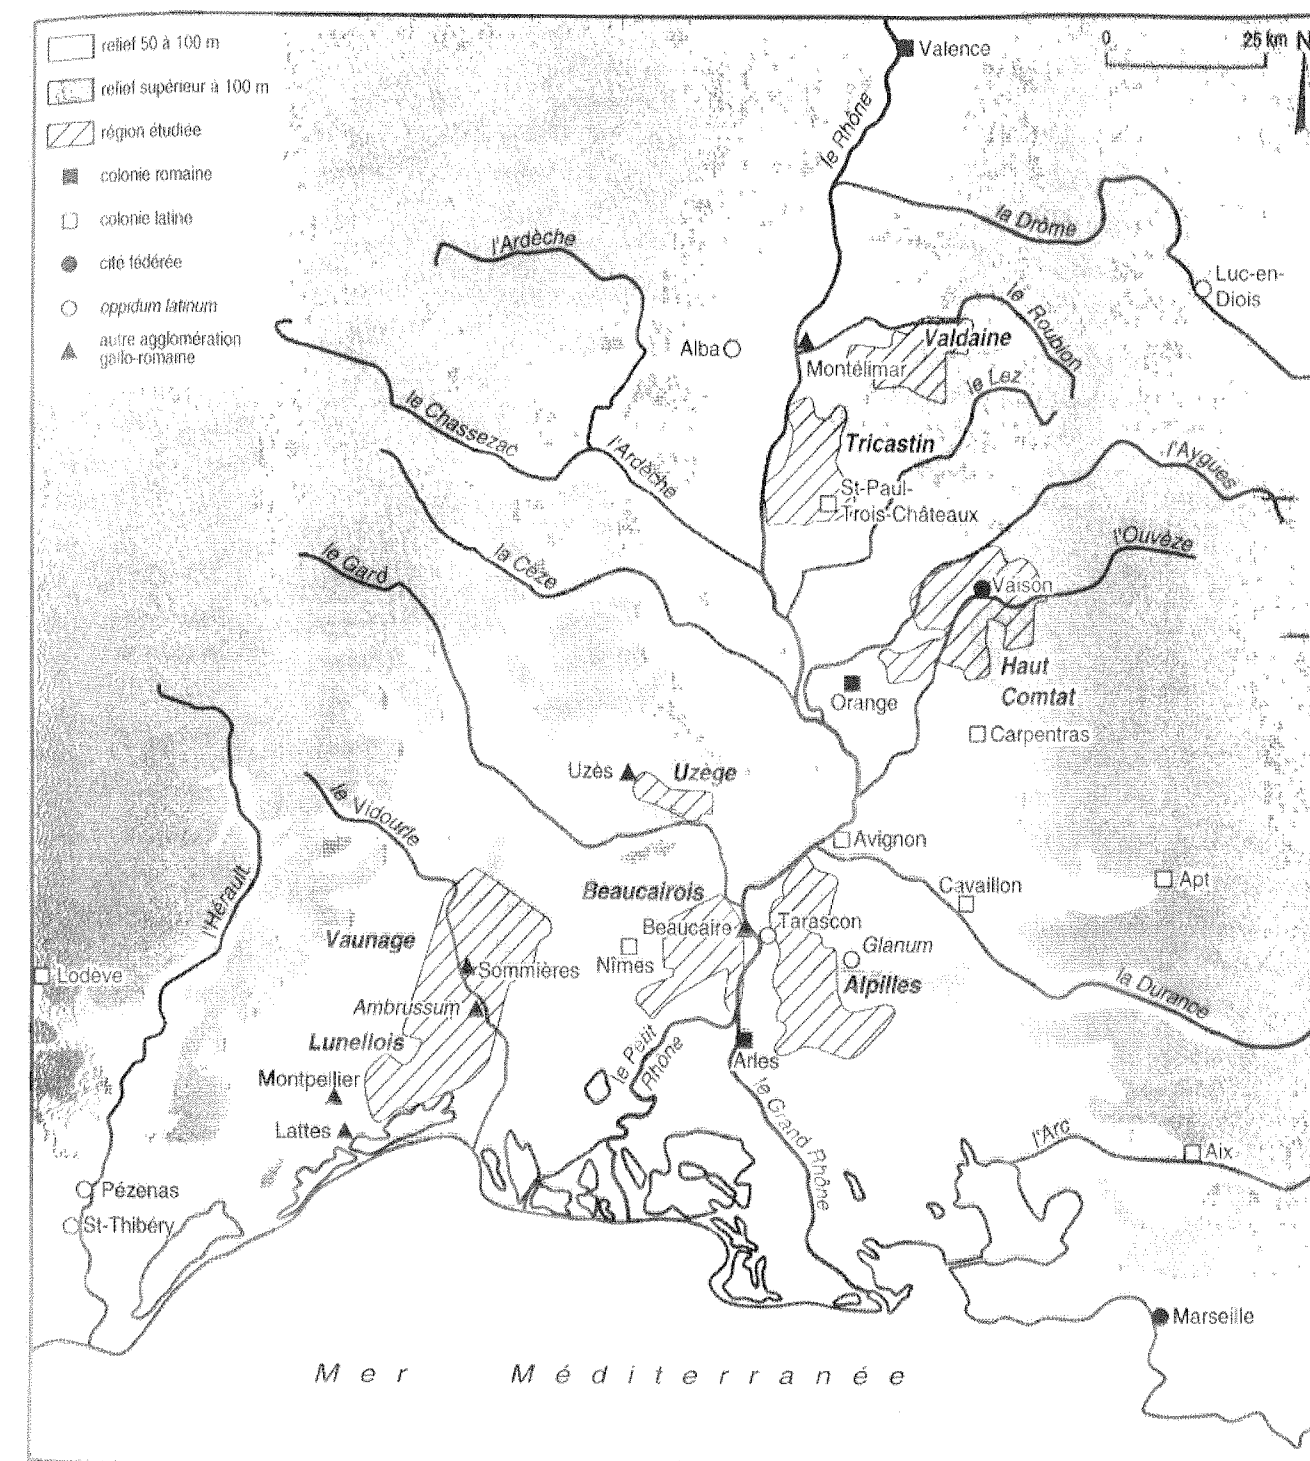 relief 50 à 100 m
relief supérieur à 100 m
région étudiée
colonie romaine
colonie latine
cité fédérée
oppidum latinum
autre agglomération
gallo-romaine
0 25 km N
Valence
le Rhône
la Drôme
l'Ardèche
Luc-en-
Diois
le Roubion
Alba
Valdaine
Montélimar
le Lez
le Chassezac
l'Ardèche
Tricastin
l'Aygues
St-Paul-
Trois-Châteaux
l'Ouvèze
la Cèze
le Gard
Vaison
Haut
Comtat
Orange
Carpentras
Uzès
Uzège
le Vidourle
Avignon
Cavaillon
Apt
Beaucairois
Beaucaire
Tarascon
l'Hérault
Vaunage
Nîmes
Glanum
Lodève
Sommières
Alpilles
la Durance
Ambrussum
Lunellois
le Petit
Rhône
Arles
Montpellier
le Grand Rhône
Lattes
l'Arc
Aix
Pézenas
St-Thibéry
Marseille
Mer Méditerranée